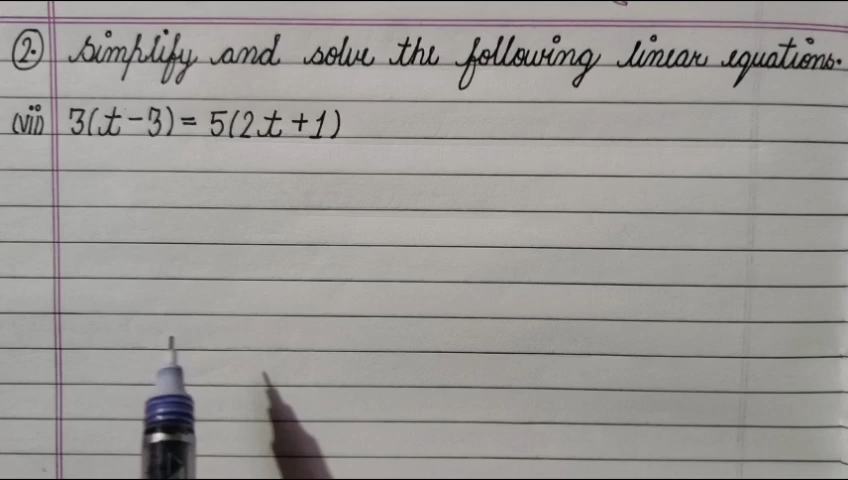 2. simplify and solve the following linear equations.
(vii) 3(t-3) = 5(2t+1)